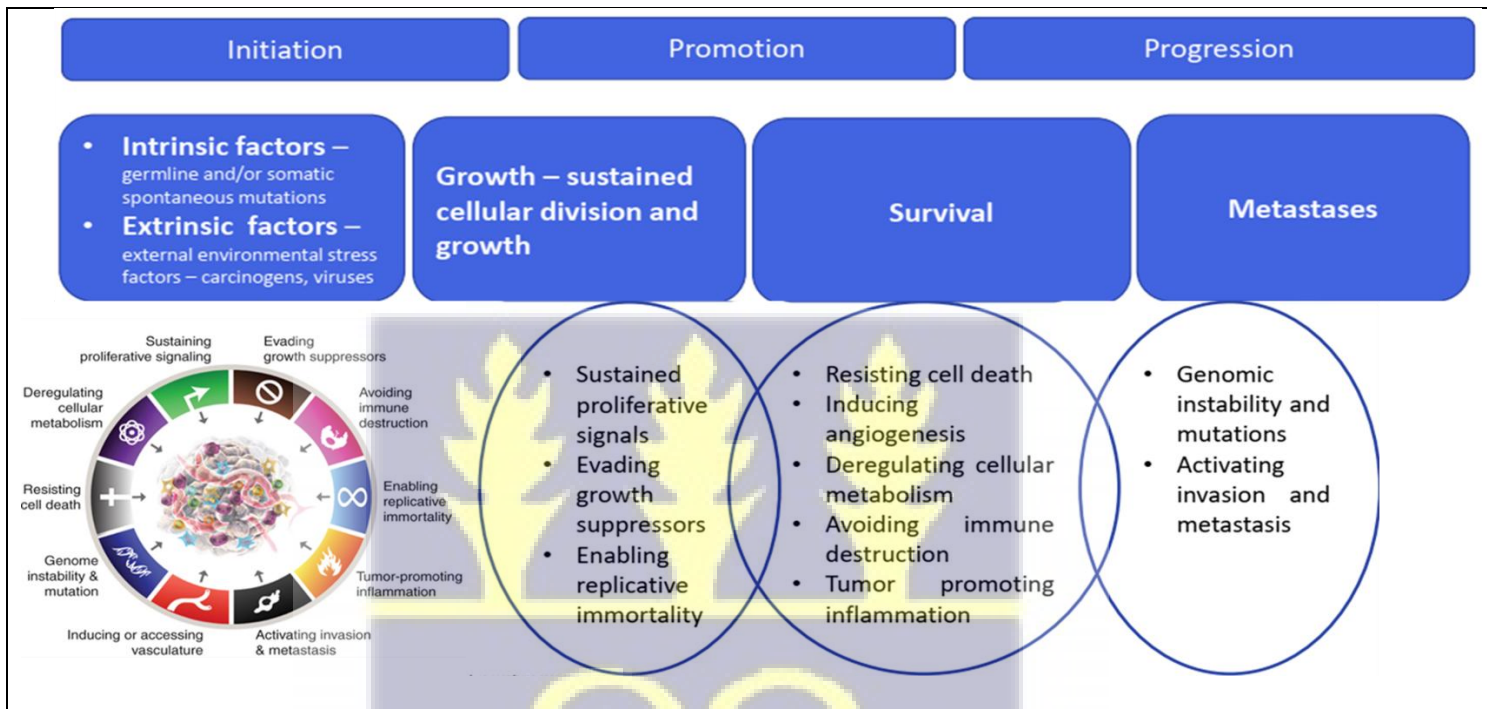 Initiation
Promotion
Progression
• Intrinsic factors –
germline and/or somatic
spontaneous mutations
• Extrinsic factors –
external environmental stress
factors – carcinogens, viruses
Growth – sustained
cellular division and
growth
Survival
Metastases
Sustaining
proliferative signaling
Evading
growth suppressors
Deregulating
cellular
metabolism
Avoiding
immune
destruction
Resisting
cell death
Enabling
replicative
immortality
Genome
instability &
mutation
Tumor-promoting
inflammation
Inducing or accessing
vasculature
Activating invasion
& metastasis
• Sustained
proliferative
signals
• Evading
growth
suppressors
• Enabling
replicative
immortality
• Resisting cell death
• Inducing
angiogenesis
• Deregulating cellular
metabolism
• Avoiding immune
destruction
• Tumor promoting
inflammation
• Genomic
instability and
mutations
• Activating
invasion and
metastasis